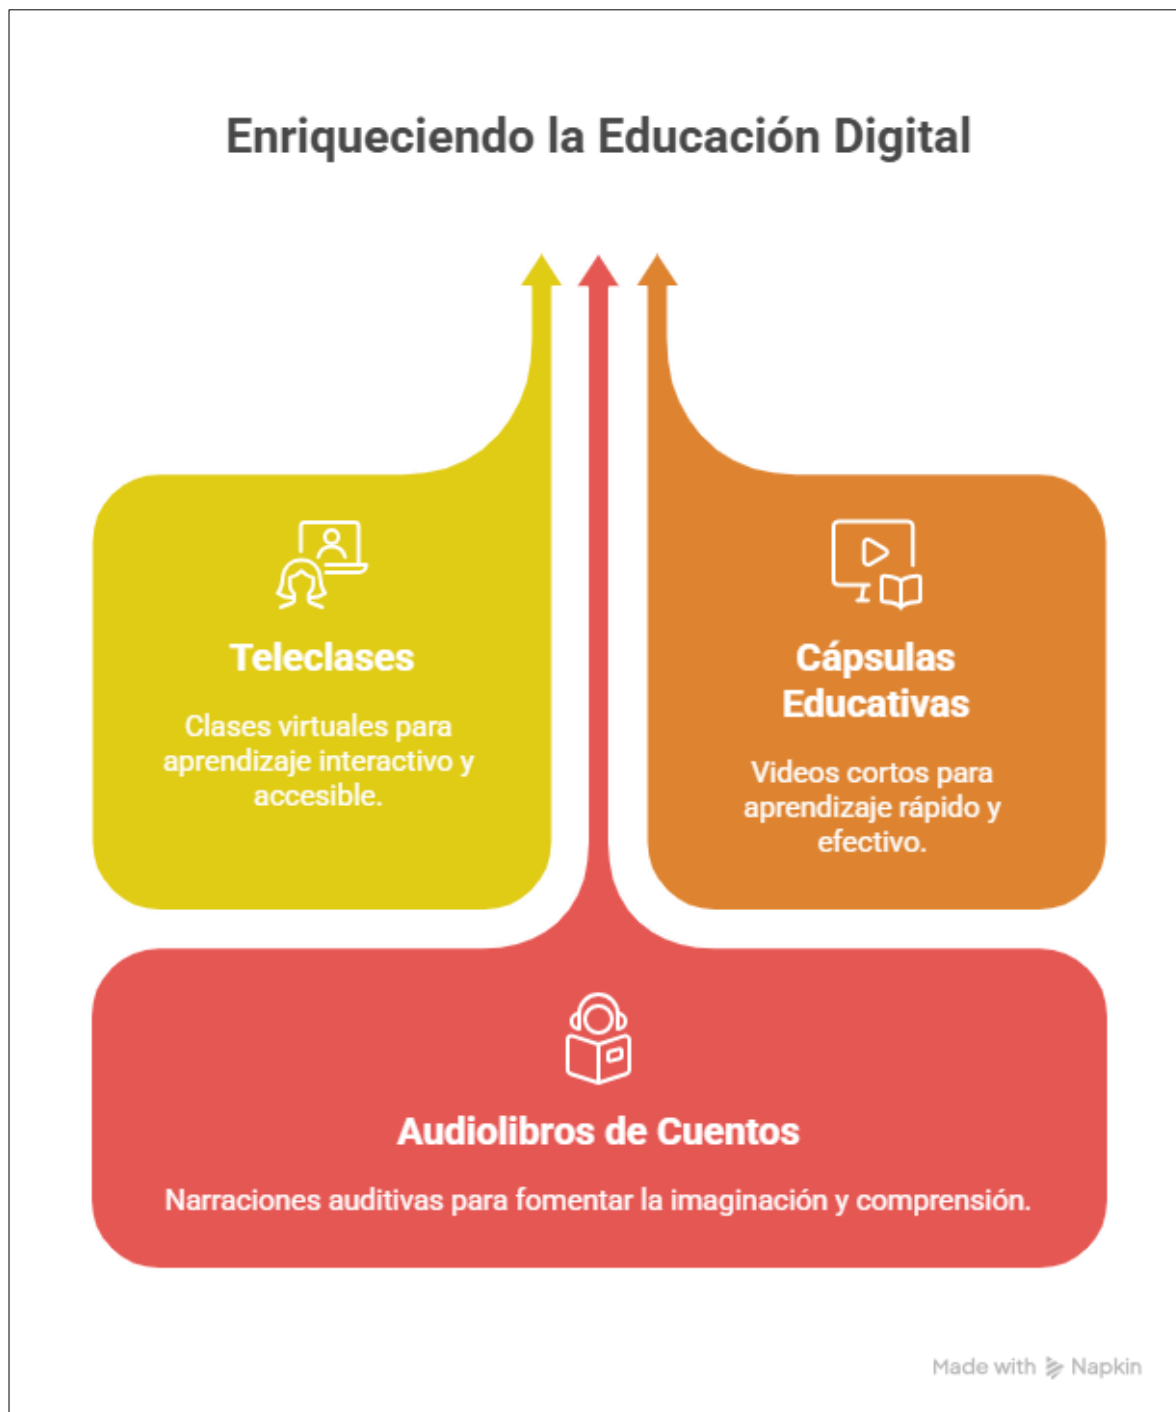 Enriqueciendo la Educación Digital
Teleclases
Clases virtuales para
aprendizaje interactivo y
accesible.
Cápsulas
Educativas
Videos cortos para
aprendizaje rápido y
efectivo.
Audiolibros de Cuentos
Narraciones auditivas para fomentar la imaginación y comprensión.
Made with Napkin